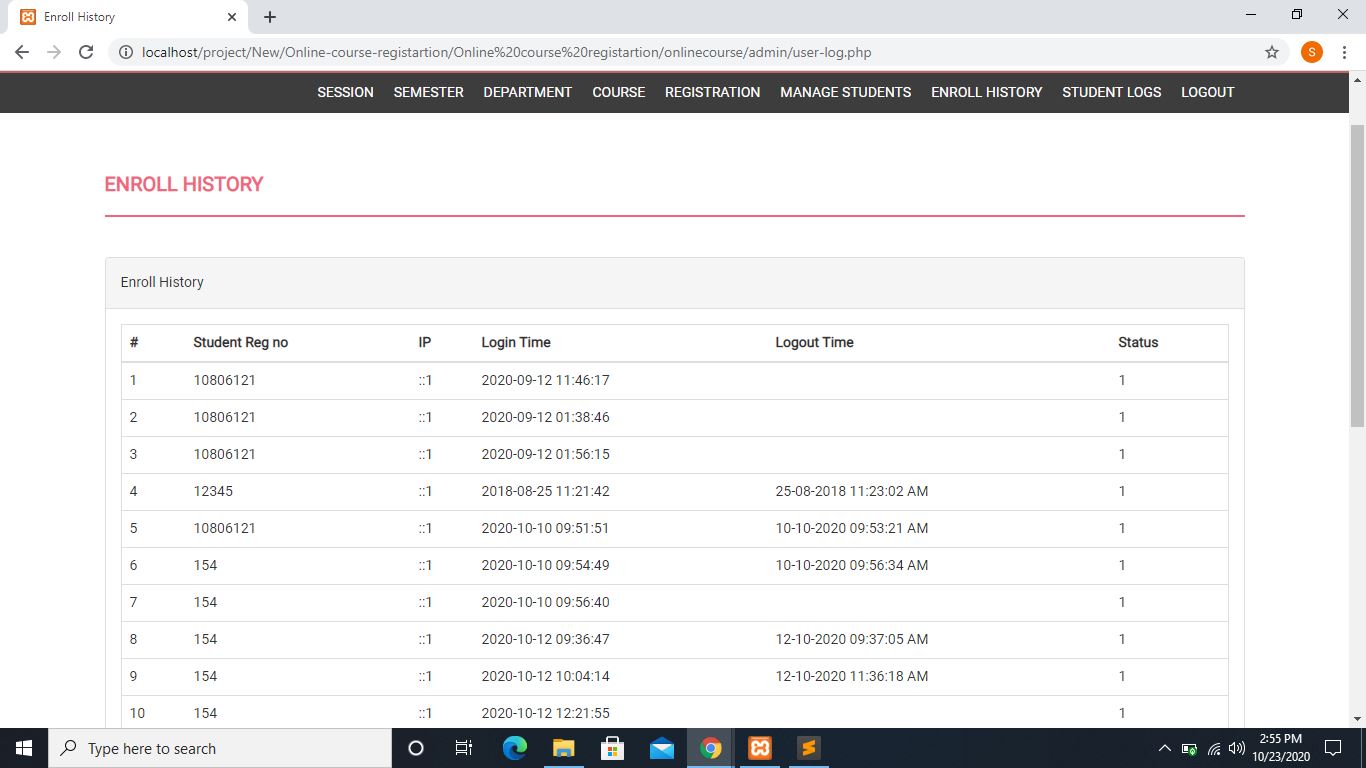 Enroll History
localhost/project/New/Online-course-registartion/Online%20course%20registartion/onlinecourse/admin/user-log.php
S
SESSION SEMESTER DEPARTMENT COURSE REGISTRATION MANAGE STUDENTS ENROLL HISTORY STUDENT LOGS LOGOUT
ENROLL HISTORY
Enroll History
# Student Reg no IP Login Time Logout Time Status
1 10806121 ::1 2020-09-12 11:46:17 1
2 10806121 ::1 2020-09-12 01:38:46 1
3 10806121 ::1 2020-09-12 01:56:15 1
4 12345 ::1 2018-08-25 11:21:42 25-08-2018 11:23:02 AM 1
5 10806121 ::1 2020-10-10 09:51:51 10-10-2020 09:53:21 AM 1
6 154 ::1 2020-10-10 09:54:49 10-10-2020 09:56:34 AM 1
7 154 ::1 2020-10-10 09:56:40 1
8 154 ::1 2020-10-12 09:36:47 12-10-2020 09:37:05 AM 1
9 154 ::1 2020-10-12 10:04:14 12-10-2020 11:36:18 AM 1
10 154 ::1 2020-10-12 12:21:55 1
Type here to search
2:55 PM
10/23/2020